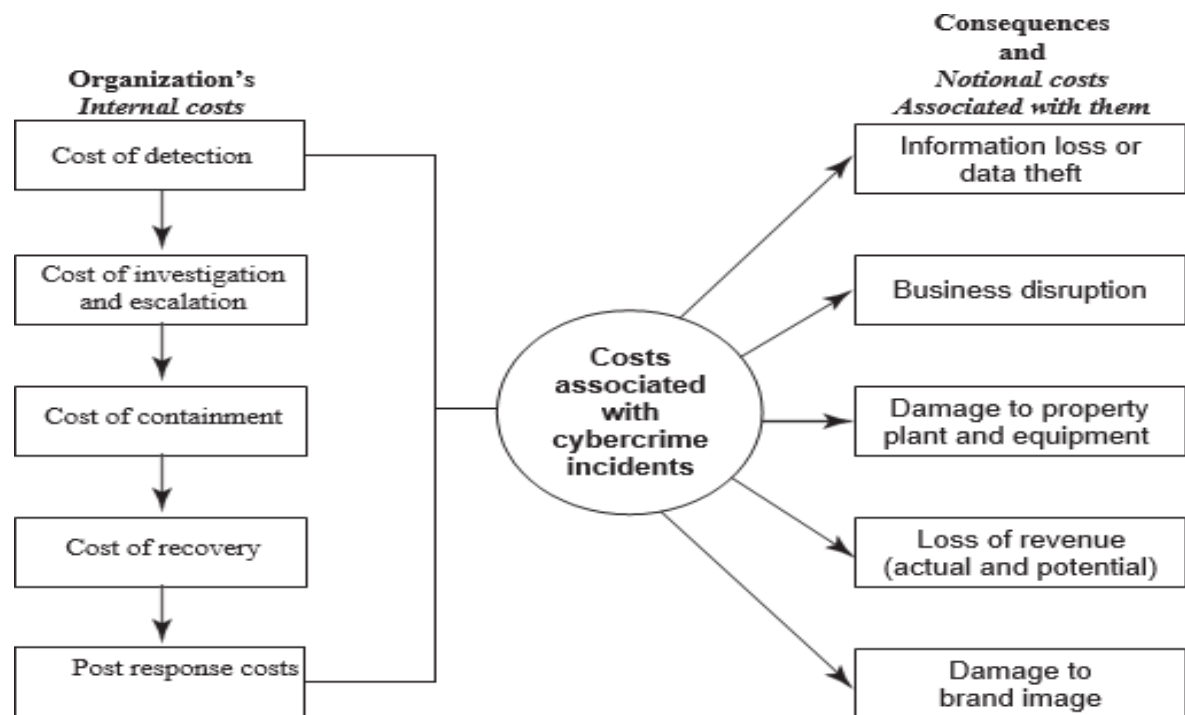 Organization's
Internal costs
Cost of detection
Cost of investigation
and escalation
Cost of containment
Cost of recovery
Post response costs
Costs
associated
with
cybercrime
incidents
Consequences
and
Notional costs
Associated with them
Information loss or
data theft
Business disruption
Damage to property
plant and equipment
Loss of revenue
(actual and potential)
Damage to
brand image